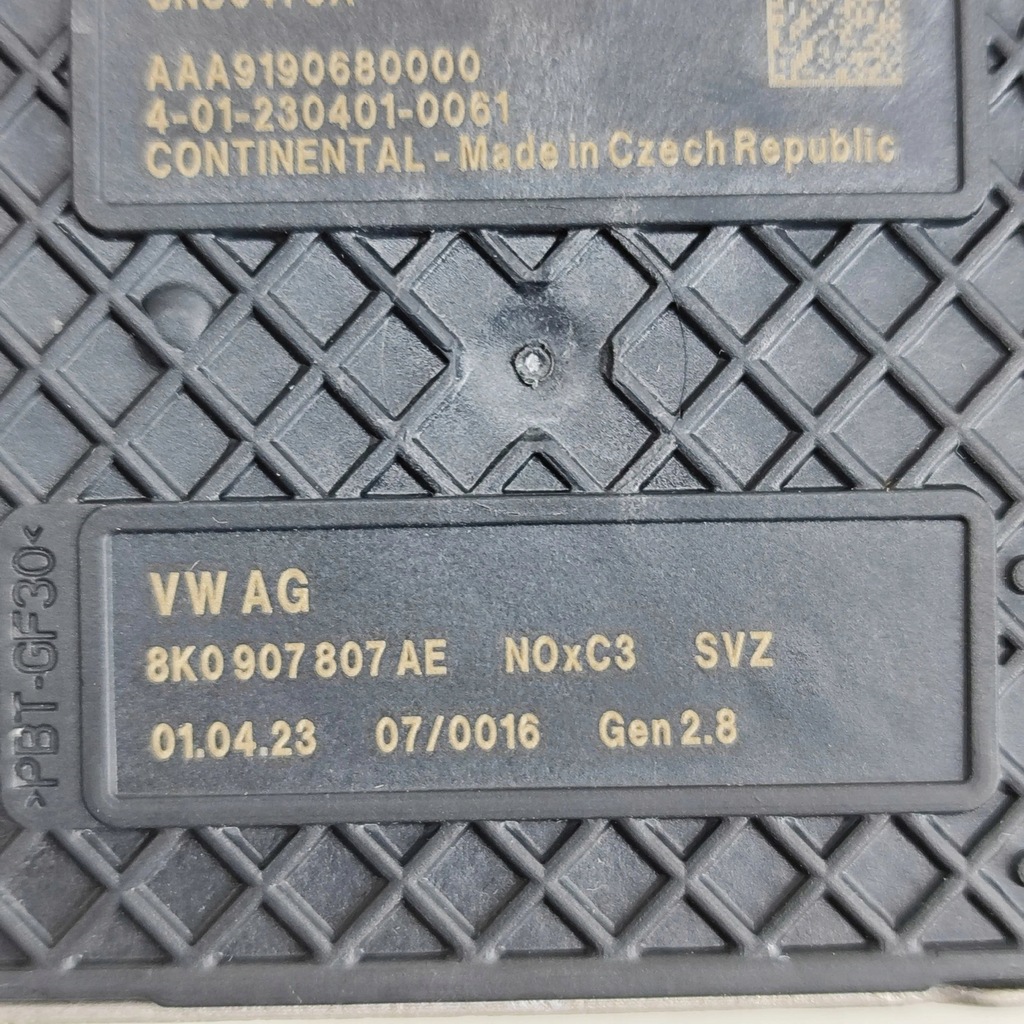 AAA9190680000
4-01-230401-0061
CONTINENTAL - Made in Czech Republic
VW AG
8K0 907 807 AE NOxC3 SVZ
01.04.23 07/0016 Gen 2.8
>PBT-GF30<